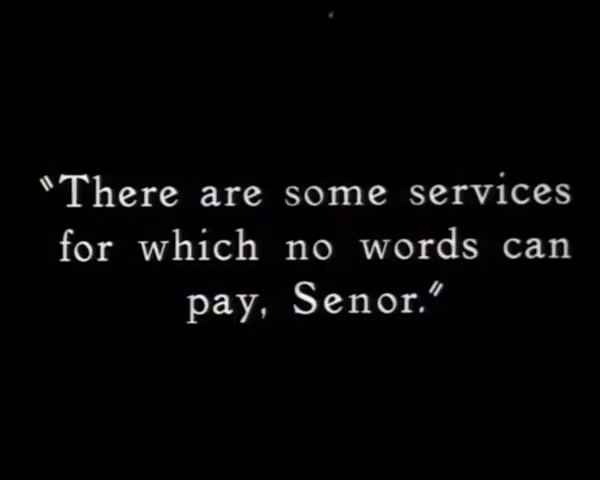 "There are some services
for which no words can
pay, Senor."